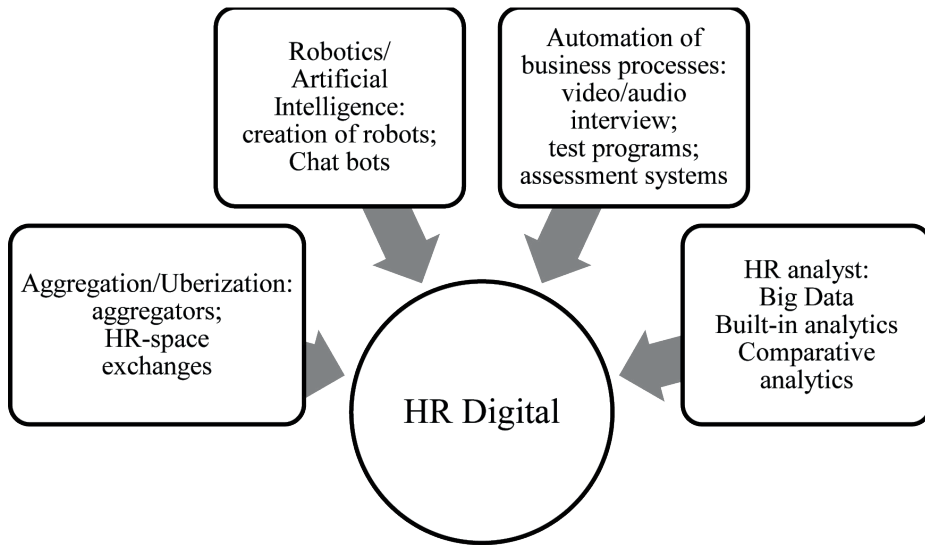 Robotics/
Artificial
Intelligence:
creation of robots;
Chat bots
Automation of
business processes:
video/audio
interview;
test programs;
assessment systems
Aggregation/Uberization:
aggregators;
HR-space
exchanges
HR analyst:
Big Data
Built-in analytics
Comparative
analytics
HR Digital